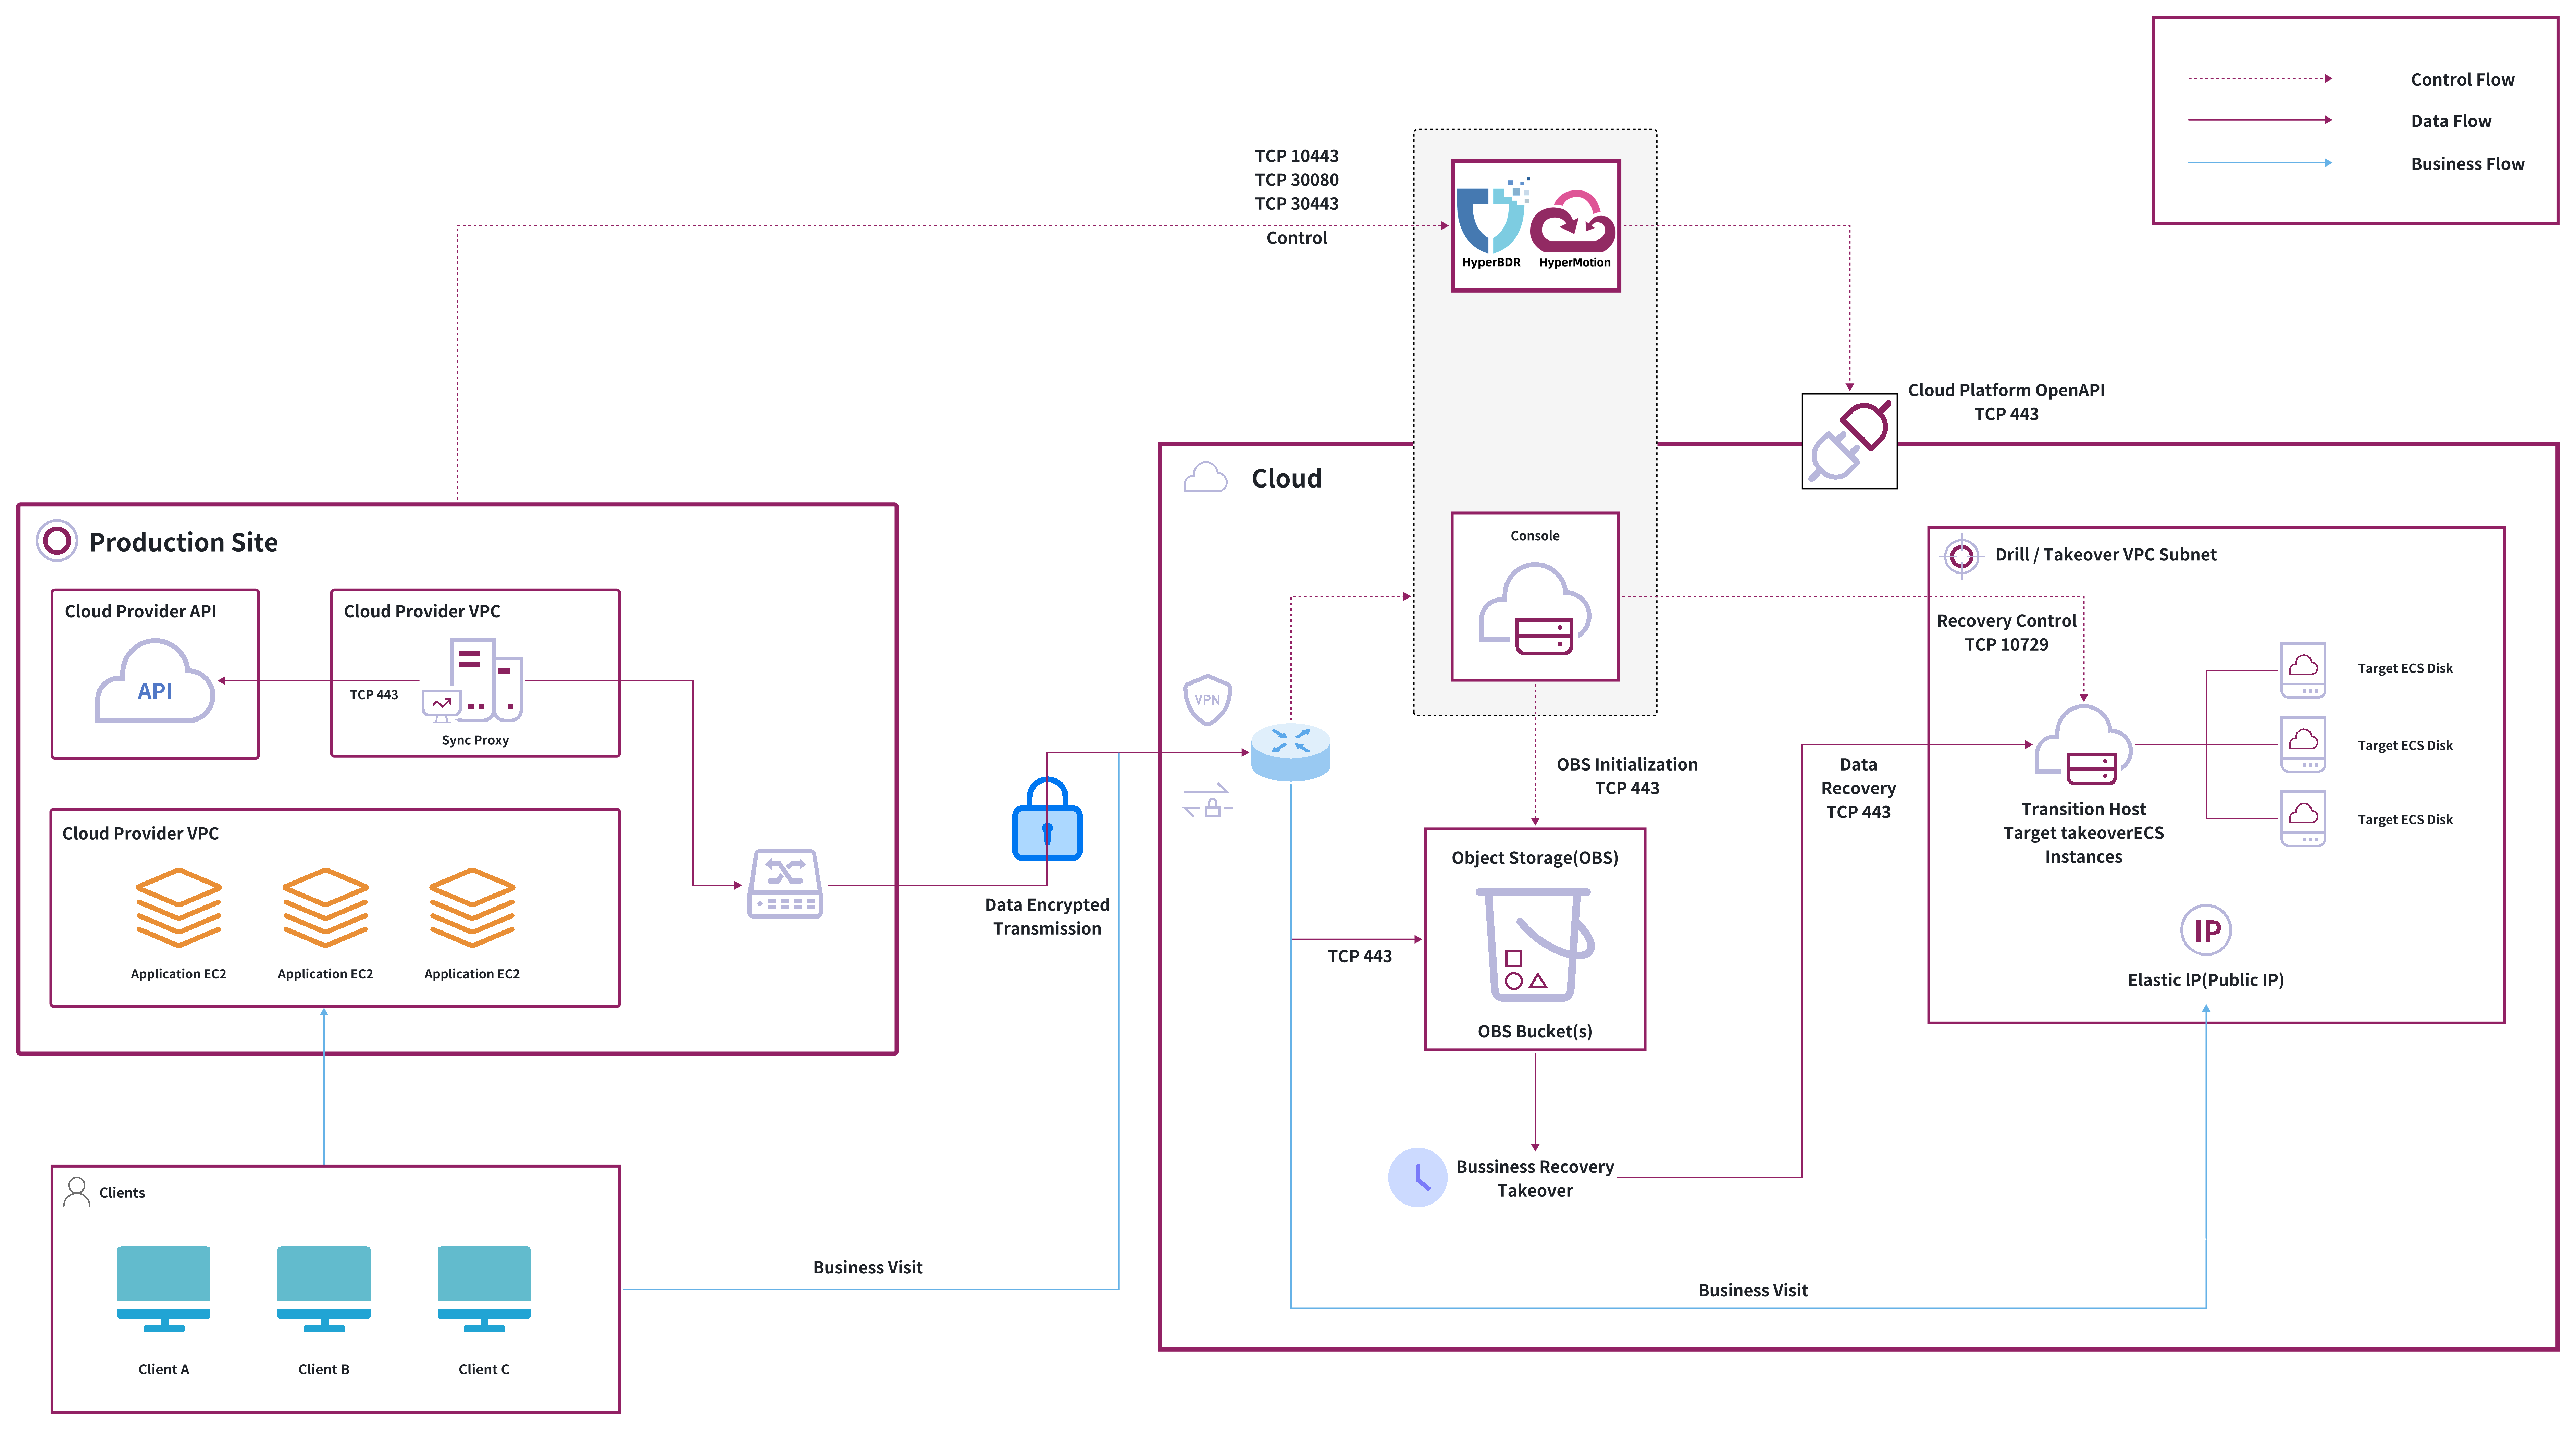 Control Flow
Data Flow
Business Flow
TCP 10443
TCP 30080
TCP 30443
Control
HyperBDR
HyperMotion
Cloud Platform OpenAPI
TCP 443
Cloud
Production Site
Cloud Provider API
API
Cloud Provider VPC
TCP 443
Sync Proxy
Cloud Provider VPC
Application EC2
Application EC2
Application EC2
Data Encrypted
Transmission
VPN
Console
OBS Initialization
TCP 443
Object Storage(OBS)
OBS Bucket(s)
TCP 443
Bussiness Recovery
Takeover
Data
Recovery
TCP 443
Drill / Takeover VPC Subnet
Recovery Control
TCP 10729
Target ECS Disk
Target ECS Disk
Target ECS Disk
Transition Host
Target takeoverECS
Instances
IP
Elastic lP(Public IP)
Clients
Client A
Client B
Client C
Business Visit
Business Visit